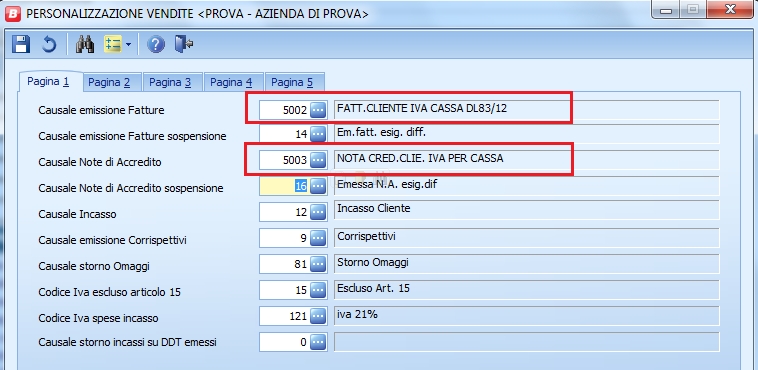 B PERSONALIZZAZIONE VENDITE <PROVA - AZIENDA DI PROVA>
Pagina 1 Pagina 2 Pagina 3 Pagina 4 Pagina 5
Causale emissione Fatture 5002 ... FATT.CLIENTE IVA CASSA DL83/12
Causale emissione Fatture sospensione 14 ... Em.fatt. esig. diff.
Causale Note di Accredito 5003 ... NOTA CRED.CLIE. IVA PER CASSA
Causale Note di Accredito sospensione 16 ... Emessa N.A. esig.dif
Causale Incasso 12 ... Incasso Cliente
Causale emissione Corrispettivi 9 ... Corrispettivi
Causale storno Omaggi 81 ... Storno Omaggi
Codice Iva escluso articolo 15 15 ... Escluso Art. 15
Codice Iva spese incasso 121 ... iva 21%
Causale storno incassi su DDT emessi 0 ...